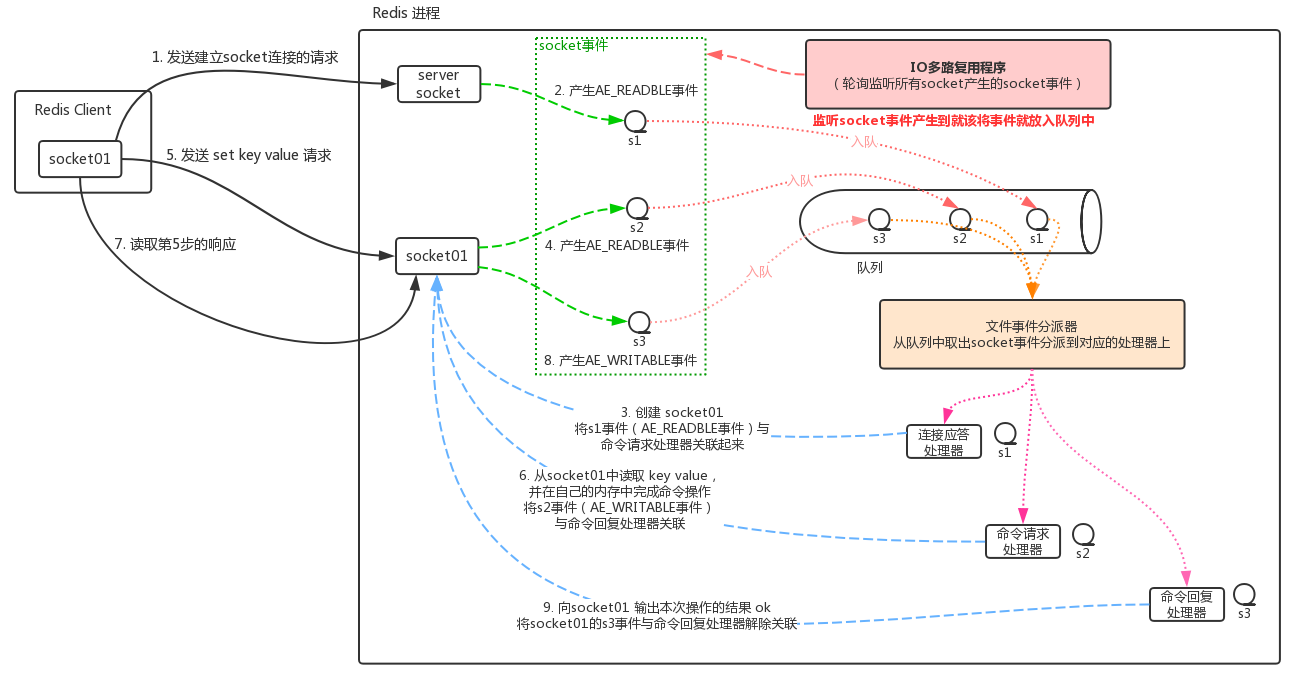 Redis 进程
1. 发送建立socket连接的请求
Redis Client
socket01
5. 发送 set key value 请求
7. 读取第5步的响应
server
socket
socket01
socket事件
2. 产生AE_READBLE事件
s1
s2
4. 产生AE_READBLE事件
s3
8. 产生AE_WRITABLE事件
IO多路复用程序
（ 轮询监听所有socket产生的socket事件 ）
监听socket事件产生到就该将事件就放入队列中
入队
入队
入队
s3
s2
s1
队列
文件事件分派器
从队列中取出socket事件分派到对应的处理器上
3. 创建 socket01
将s1事件（ AE_READBLE事件 ）与
命令请求处理器关联起来
连接应答
处理器
s1
6. 从socket01中读取 key value，
并在自己的内存中完成命令操作
将s2事件（ AE_WRITABLE事件 ）
与命令回复处理器关联
命令请求
处理器
s2
9. 向socket01 输出本次操作的结果 ok
将socket01的s3事件与命令回复处理器解除关联
命令回复
处理器
s3